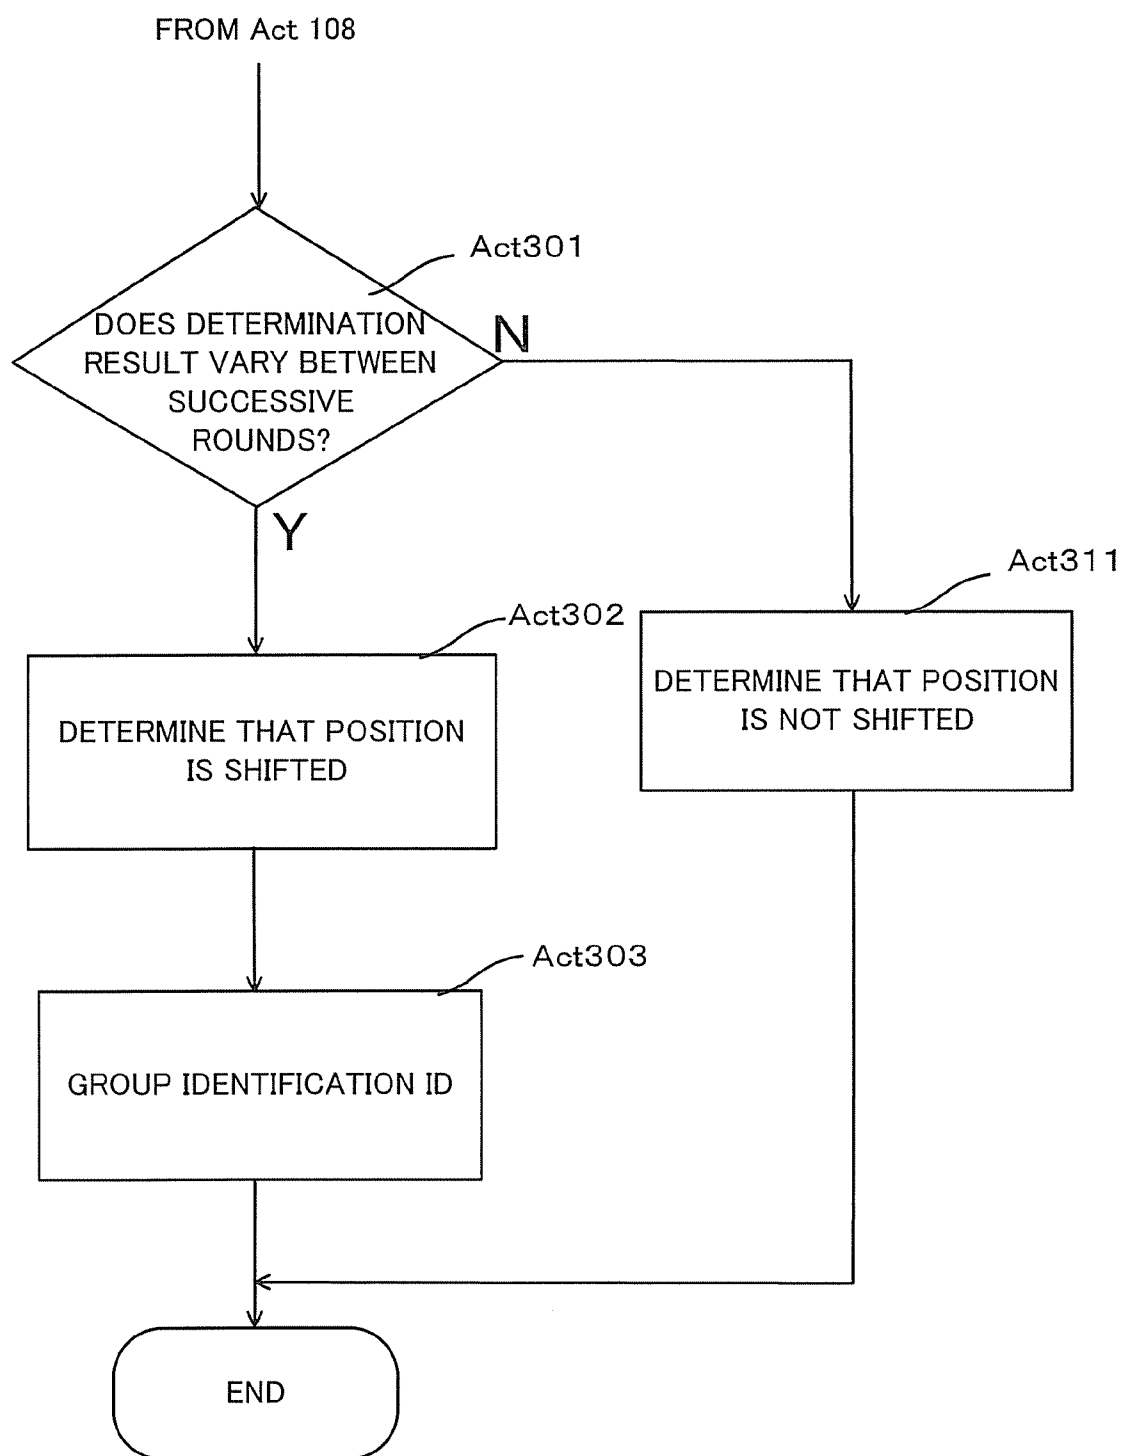 FROM Act 108
Act301
DOES DETERMINATION
RESULT VARY BETWEEN
SUCCESSIVE
ROUNDS?
N
Y
Act311
DETERMINE THAT POSITION
IS NOT SHIFTED
Act302
DETERMINE THAT POSITION
IS SHIFTED
Act303
GROUP IDENTIFICATION ID
END